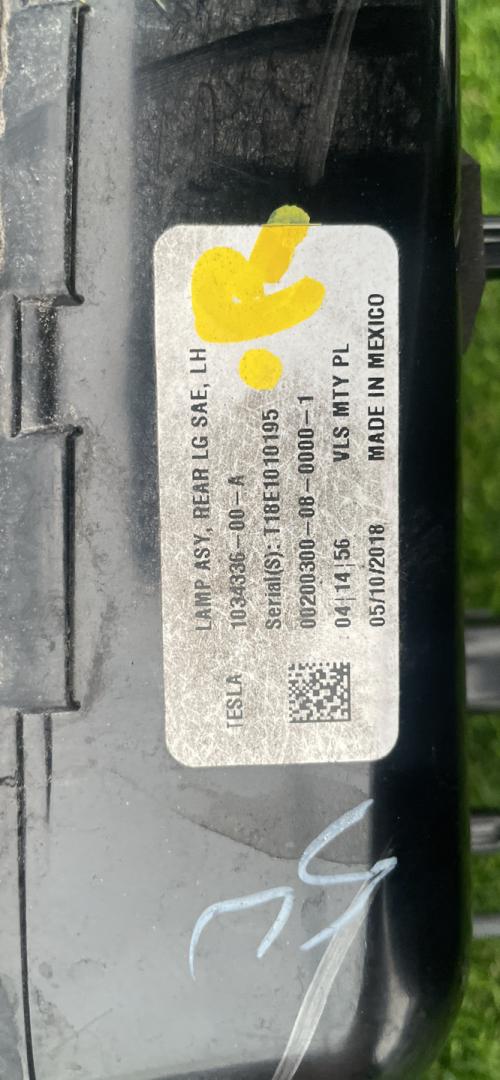 LAMP ASY, REAR LG SAE, LH
TESLA 1034336-00-A
Serial(S): T18E1010195
00200300-08-0000-1
04|14|56 VLS MTY PL
05/10/2018 MADE IN MEXICO